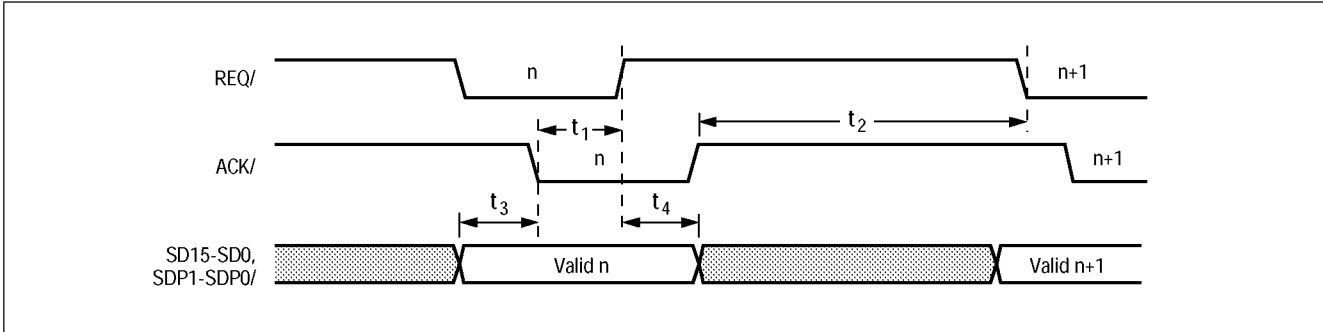 REQ/
n
n+1
t1
t2
ACK/
n
n+1
t3
t4
SD15-SD0,
SDP1-SDP0/
Valid n
Valid n+1